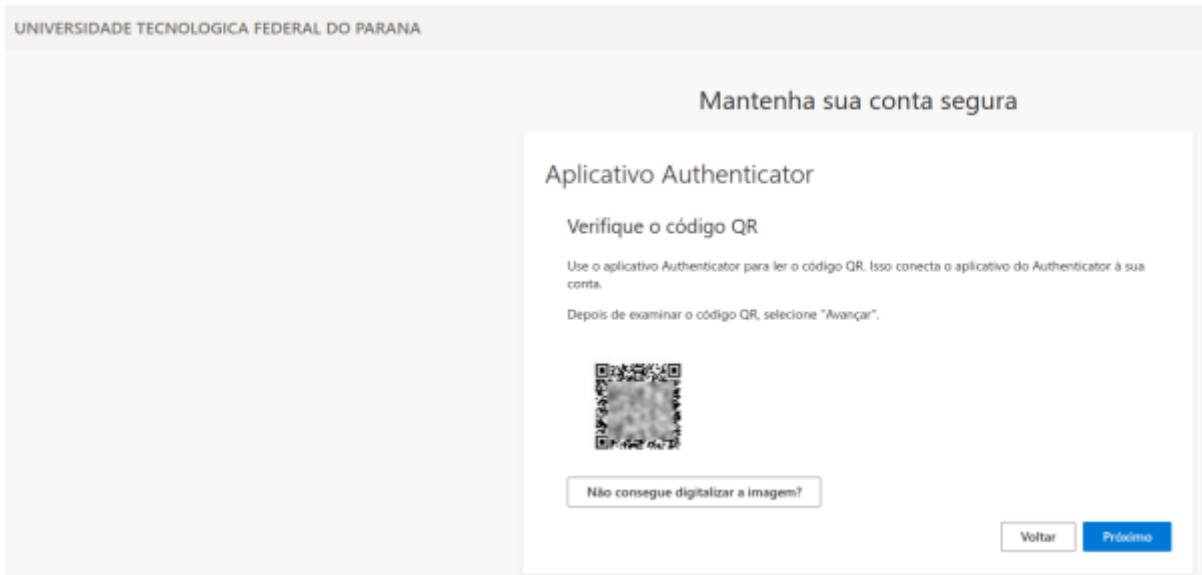 UNIVERSIDADE TECNOLOGICA FEDERAL DO PARANA
Mantenha sua conta segura
Aplicativo Authenticator
Verifique o código QR
Use o aplicativo Authenticator para ler o código QR. Isso conecta o aplicativo do Authenticator à sua
conta.
Depois de examinar o código QR, selecione "Avançar".
Não consegue digitalizar a imagem?
Voltar
Próximo